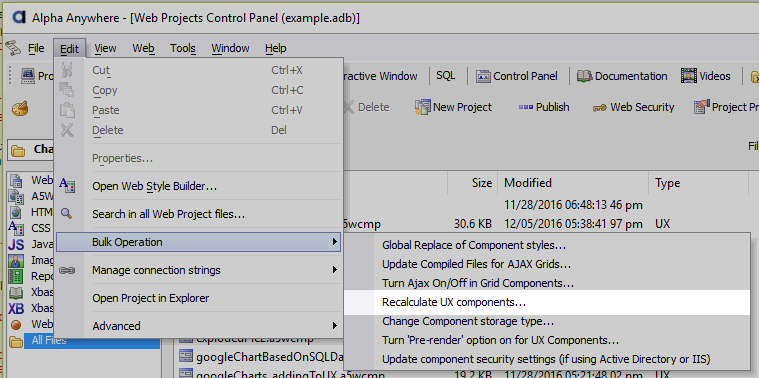 Alpha Anywhere - [Web Projects Control Panel (example.adb)]
File Edit View Web Tools Window Help
Cut Ctrl+X
Copy Ctrl+C
Paste Ctrl+V
Delete Del
Properties...
Open Web Style Builder...
Search in all Web Project files...
Bulk Operation
Manage connection strings
Open Project in Explorer
Advanced
Window SQL Control Panel Documentation Videos
Delete New Project Publish Web Security Project
Size Modified Type
11/28/2016 06:48:13 46 pm
30.6 KB 12/05/2016 05:38:41 97 pm UX
Global Replace of Component styles...
Update Compiled Files for AJAX Grids...
Turn Ajax On/Off in Grid Components...
Recalculate UX components...
Change Component storage type...
Turn 'Pre-render' option on for UX Components...
Update component security settings (if using Active Directory or IIS)
Web
A5W
HTM
CSS
JS Java
Imag
Repo
Xbas
XB Xbas
Web
All Files
googleChartBasedOnSQLDa
googleCharts_addingToUX.a5wcmp 9.2 KB 11/28/2016 05:21:48 02 pm UX